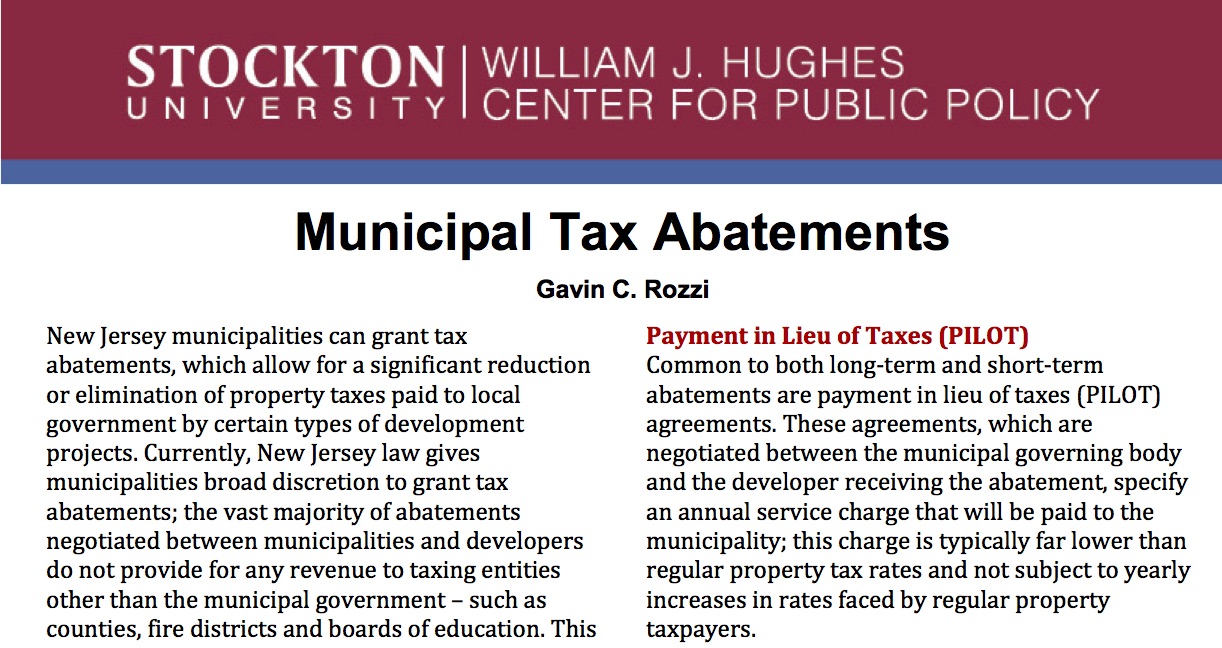 STOCKTON
UNIVERSITY
WILLIAM J. HUGHES
CENTER FOR PUBLIC POLICY
Municipal Tax Abatements
Gavin C. Rozzi
New Jersey municipalities can grant tax
abatements, which allow for a significant reduction
or elimination of property taxes paid to local
government by certain types of development
projects. Currently, New Jersey law gives
municipalities broad discretion to grant tax
abatements; the vast majority of abatements
negotiated between municipalities and developers
do not provide for any revenue to taxing entities
other than the municipal government – such as
counties, fire districts and boards of education. This
Payment in Lieu of Taxes (PILOT)
Common to both long-term and short-term
abatements are payment in lieu of taxes (PILOT)
agreements. These agreements, which are
negotiated between the municipal governing body
and the developer receiving the abatement, specify
an annual service charge that will be paid to the
municipality; this charge is typically far lower than
regular property tax rates and not subject to yearly
increases in rates faced by regular property
taxpayers.